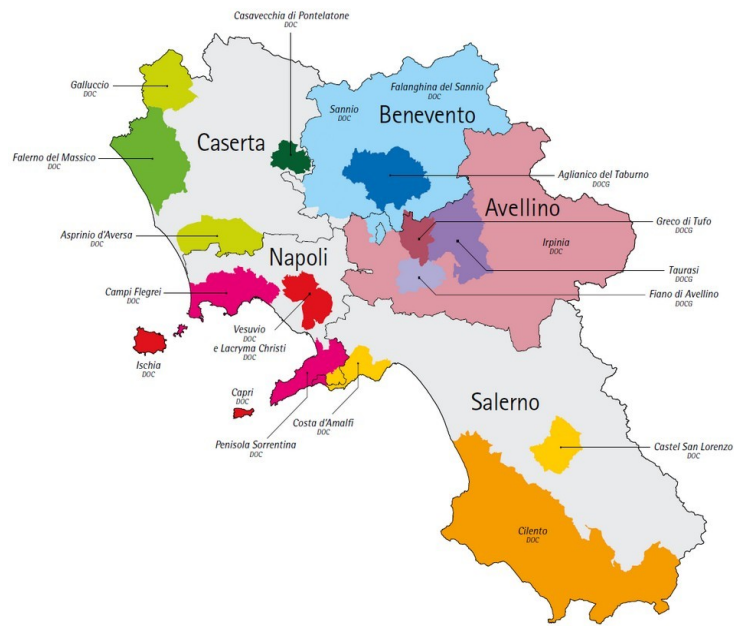 Casavecchia di Pontelatone
DOC
Galluccio
DOC
Falanghina del Sannio
DOC
Sannio
DOC
Benevento
Caserta
Falerno del Massico
DOC
Aglianico del Taburno
DOCG
Avellino
Greco di Tufo
DOCG
Asprinio d'Aversa
DOC
Irpinia
DOC
Napoli
Taurasi
DOCG
Campi Flegrei
DOC
Fiano di Avellino
DOCG
Vesuvio
DOC
e Lacryma Christi
DOC
Ischia
DOC
Capri
DOC
Salerno
Costa d'Amalfi
DOC
Penisola Sorrentina
DOC
Castel San Lorenzo
DOC
Cilento
DOC